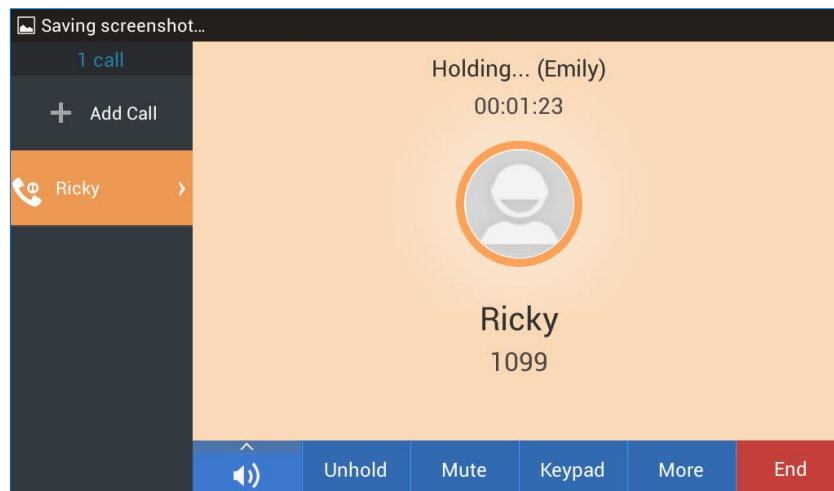 Saving screenshot...
1 call
Add Call
Ricky
Holding... (Emily)
00:01:23
Ricky
1099
Unhold Mute Keypad More End